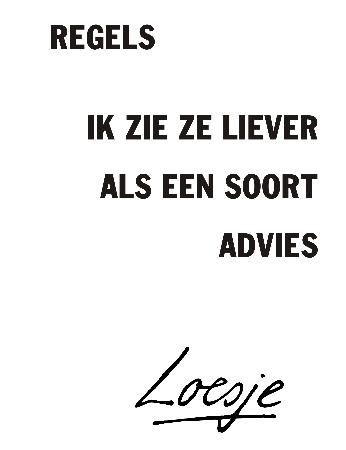 REGELS
IK ZIE ZE LIEVER
ALS EEN SOORT
ADVIES
Loesje